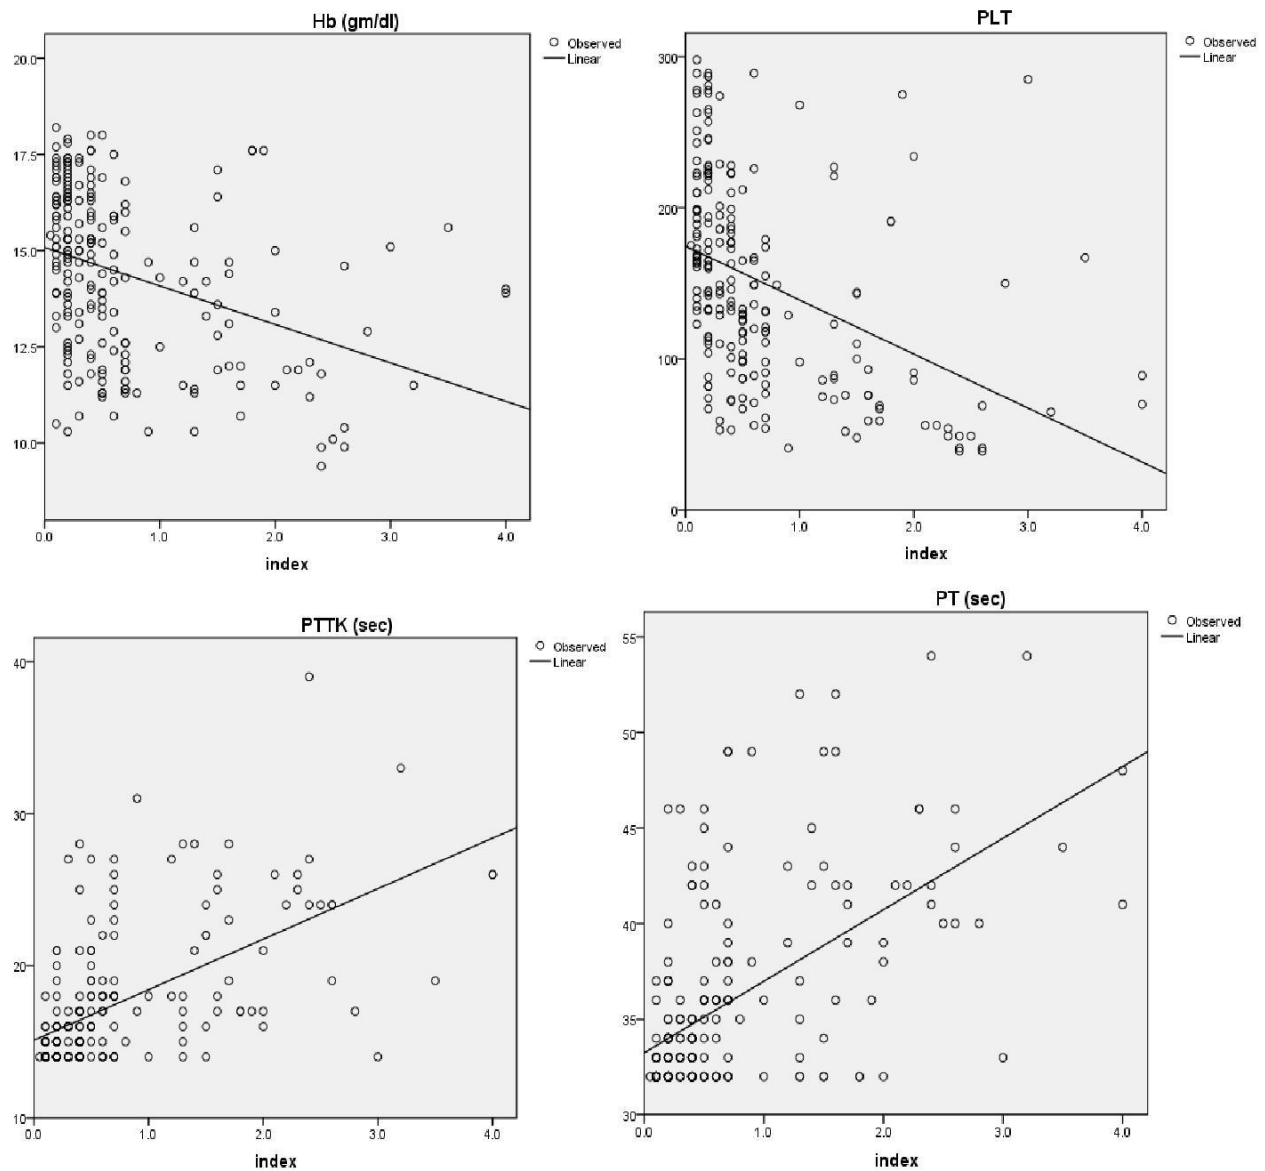 Hb (gm/dl)
Observed
Linear
20.0
17.5
15.0
12.5
10.0
0.0 1.0 2.0 3.0 4.0
index
PLT
Observed
Linear
300
200
100
0
0.0 1.0 2.0 3.0 4.0
index
PTTK (sec)
Observed
Linear
40
30
20
10
0.0 1.0 2.0 3.0 4.0
index
PT (sec)
Observed
Linear
55
50
45
40
35
30
0.0 1.0 2.0 3.0 4.0
index